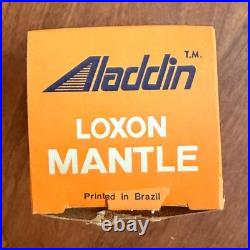 Aladdin T.M.
LOXON
MANTLE
Printed in Brazil